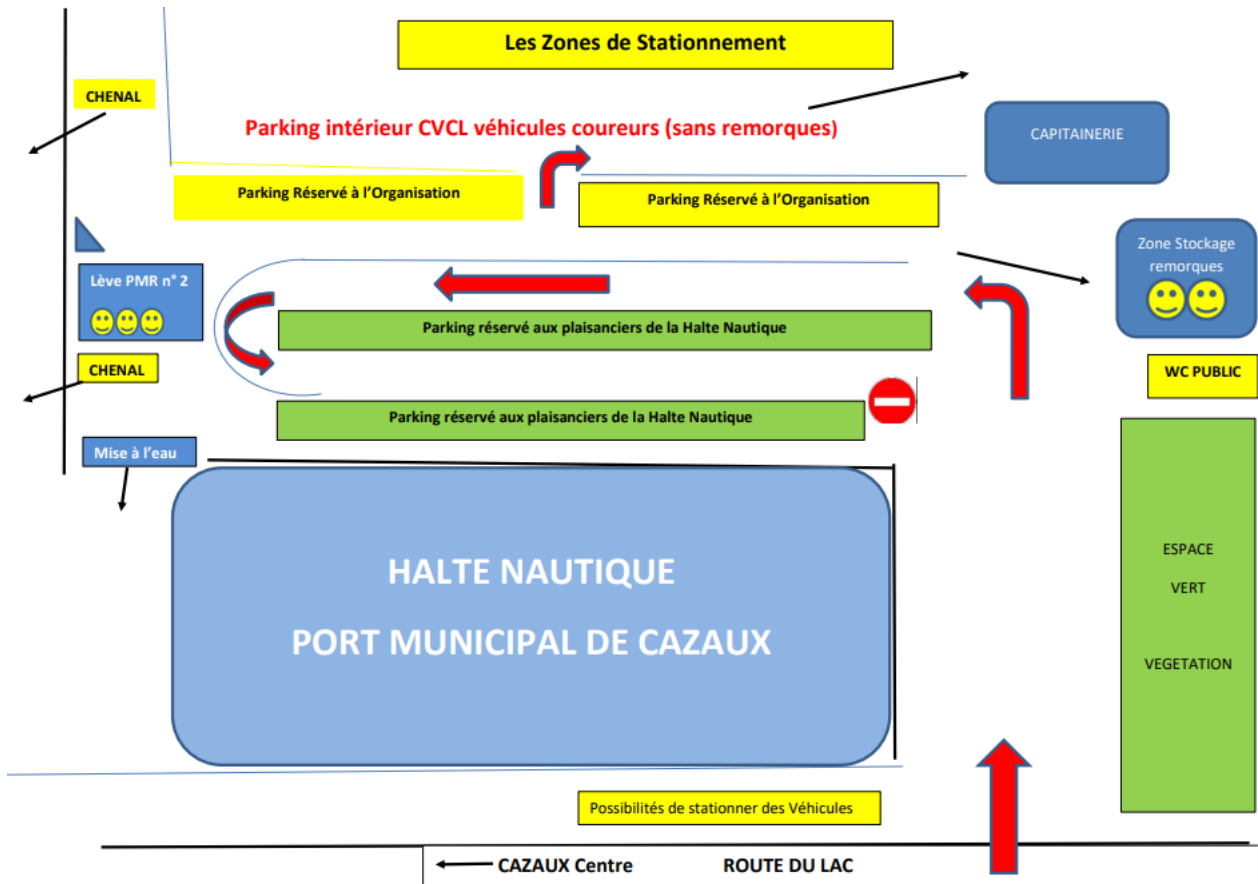 Les Zones de Stationnement
CHENAL
Parking intérieur CVCL véhicules coureurs (sans remorques)
CAPITAINERIE
Parking Réservé à l'Organisation
Parking Réservé à l'Organisation
Zone Stockage
remorques
Lève PMR n° 2
Parking réservé aux plaisanciers de la Halte Nautique
CHENAL
WC PUBLIC
Parking réservé aux plaisanciers de la Halte Nautique
Mise à l'eau
HALTE NAUTIQUE
PORT MUNICIPAL DE CAZAUX
ESPACE
VERT
VEGETATION
Possibilités de stationner des Véhicules
CAZAUX Centre
ROUTE DU LAC